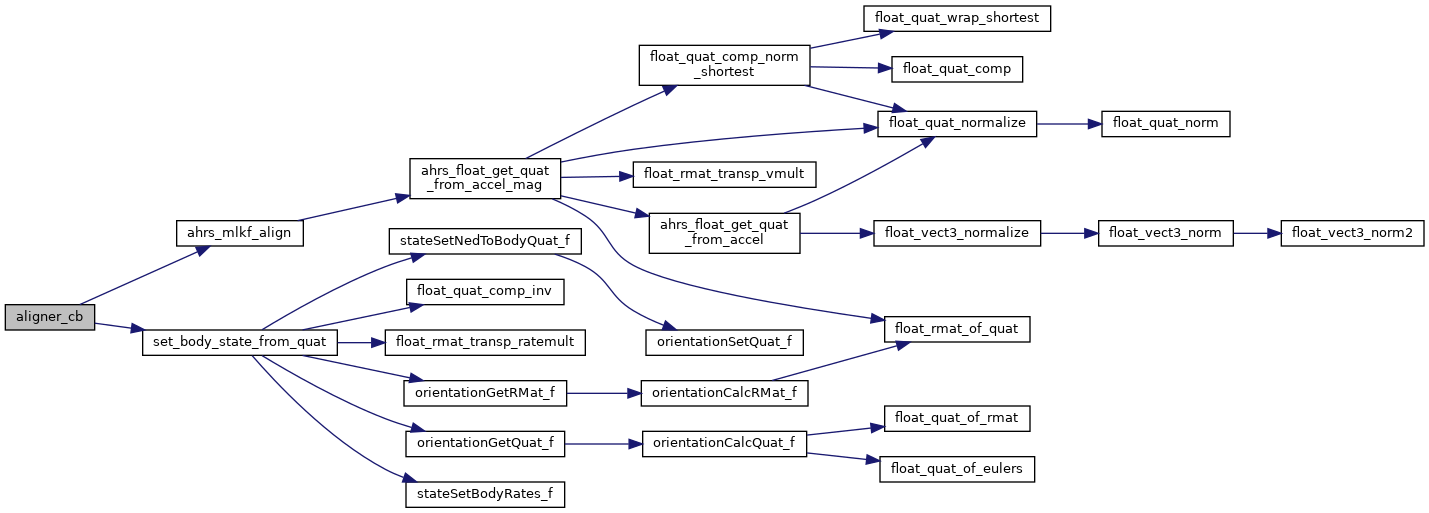 float_quat_wrap_shortest
float_quat_comp_norm
_shortest
float_quat_comp
float_quat_normalize
float_quat_norm
ahrs_float_get_quat
_from_accel_mag
float_rmat_transp_vmult
ahrs_mlkf_align
ahrs_float_get_quat
_from_accel
float_vect3_normalize
float_vect3_norm
float_vect3_norm2
stateSetNedToBodyQuat_f
float_quat_comp_inv
aligner_cb
set_body_state_from_quat
float_rmat_transp_ratemult
orientationSetQuat_f
float_rmat_of_quat
orientationGetRMat_f
orientationCalcRMat_f
float_quat_of_rmat
orientationGetQuat_f
orientationCalcQuat_f
float_quat_of_eulers
stateSetBodyRates_f